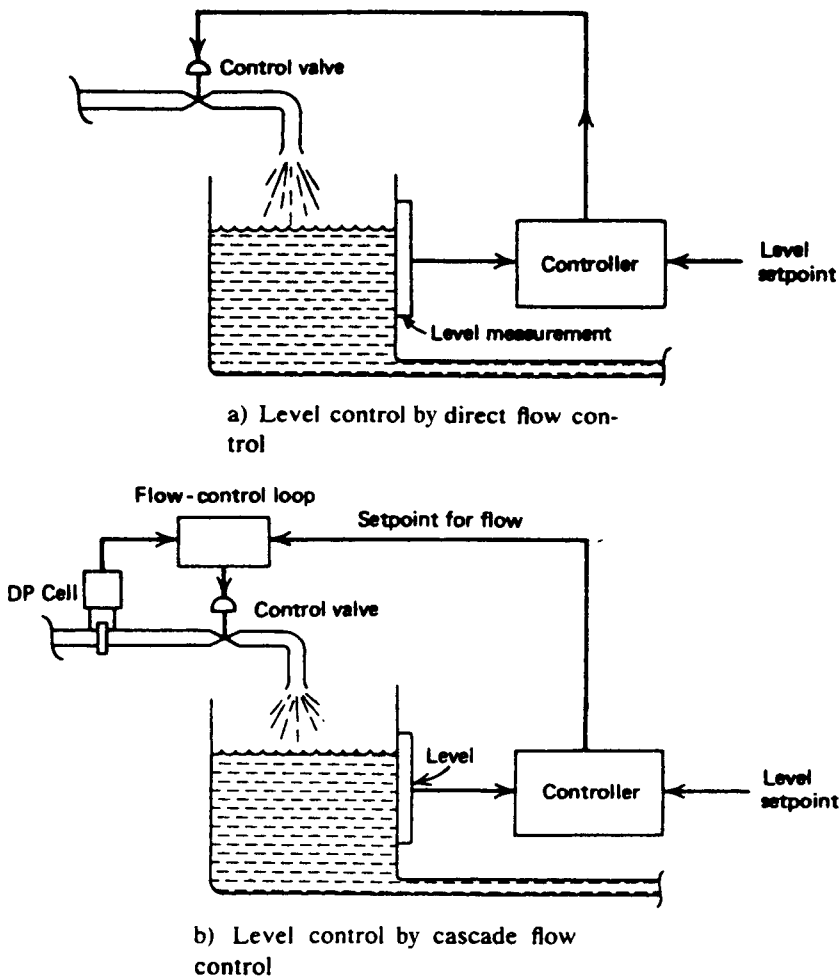 Control valve
Controller
Level
setpoint
Level measurement
a) Level control by direct flow con-
trol
Flow-control loop
Setpoint for flow
DP Cell
Control valve
Level
Controller
Level
setpoint
b) Level control by cascade flow
control